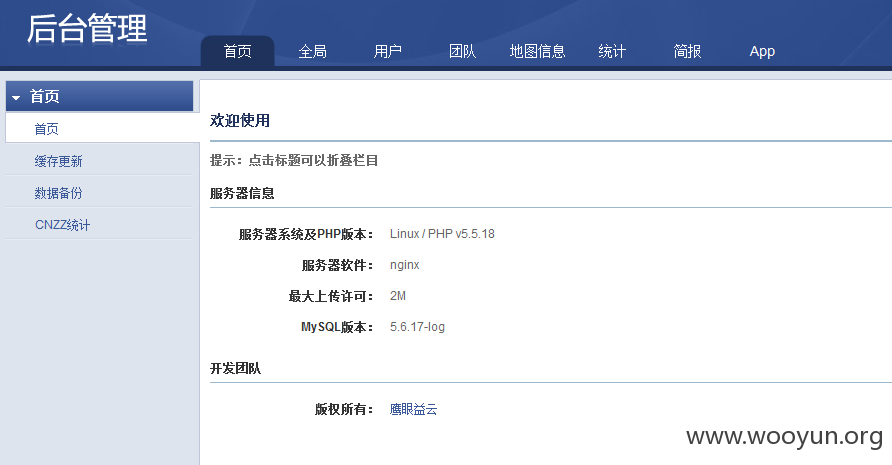 后台管理
首页 全局 用户 团队 地图信息 统计 简报 App
首页
首页
缓存更新
数据备份
CNZZ统计
欢迎使用
提示：点击标题可以折叠栏目
服务器信息
服务器系统及PHP版本： Linux / PHP v5.5.18
服务器软件： nginx
最大上传许可： 2M
MySQL版本： 5.6.17-log
开发团队
版权所有： 鹰眼益云
www.wooyun.org